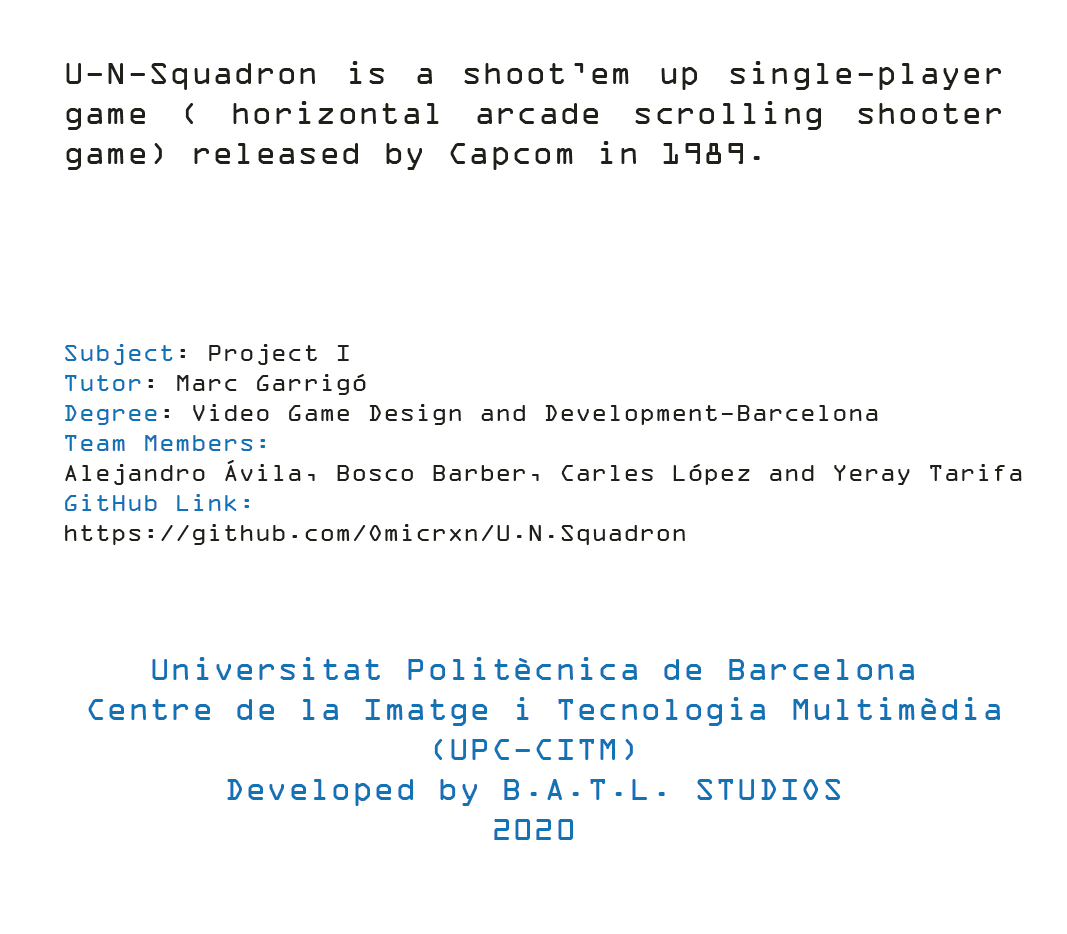 U-N-Squadron is a shoot'em up single-player
game ( horizontal arcade scrolling shooter
game) released by Capcom in 1989.
Subject: Project I
Tutor: Marc Garrigó
Degree: Video Game Design and Development-Barcelona
Team Members:
Alejandro Ávila, Bosco Barber, Carles López and Yeray Tarifa
GitHub Link:
https://github.com/Omicrxn/U.N.Squadron
Universitat Politècnica de Barcelona
Centre de la Imatge i Tecnologia Multimèdia
(UPC-CITM)
Developed by B.A.T.L. STUDIOS
2020